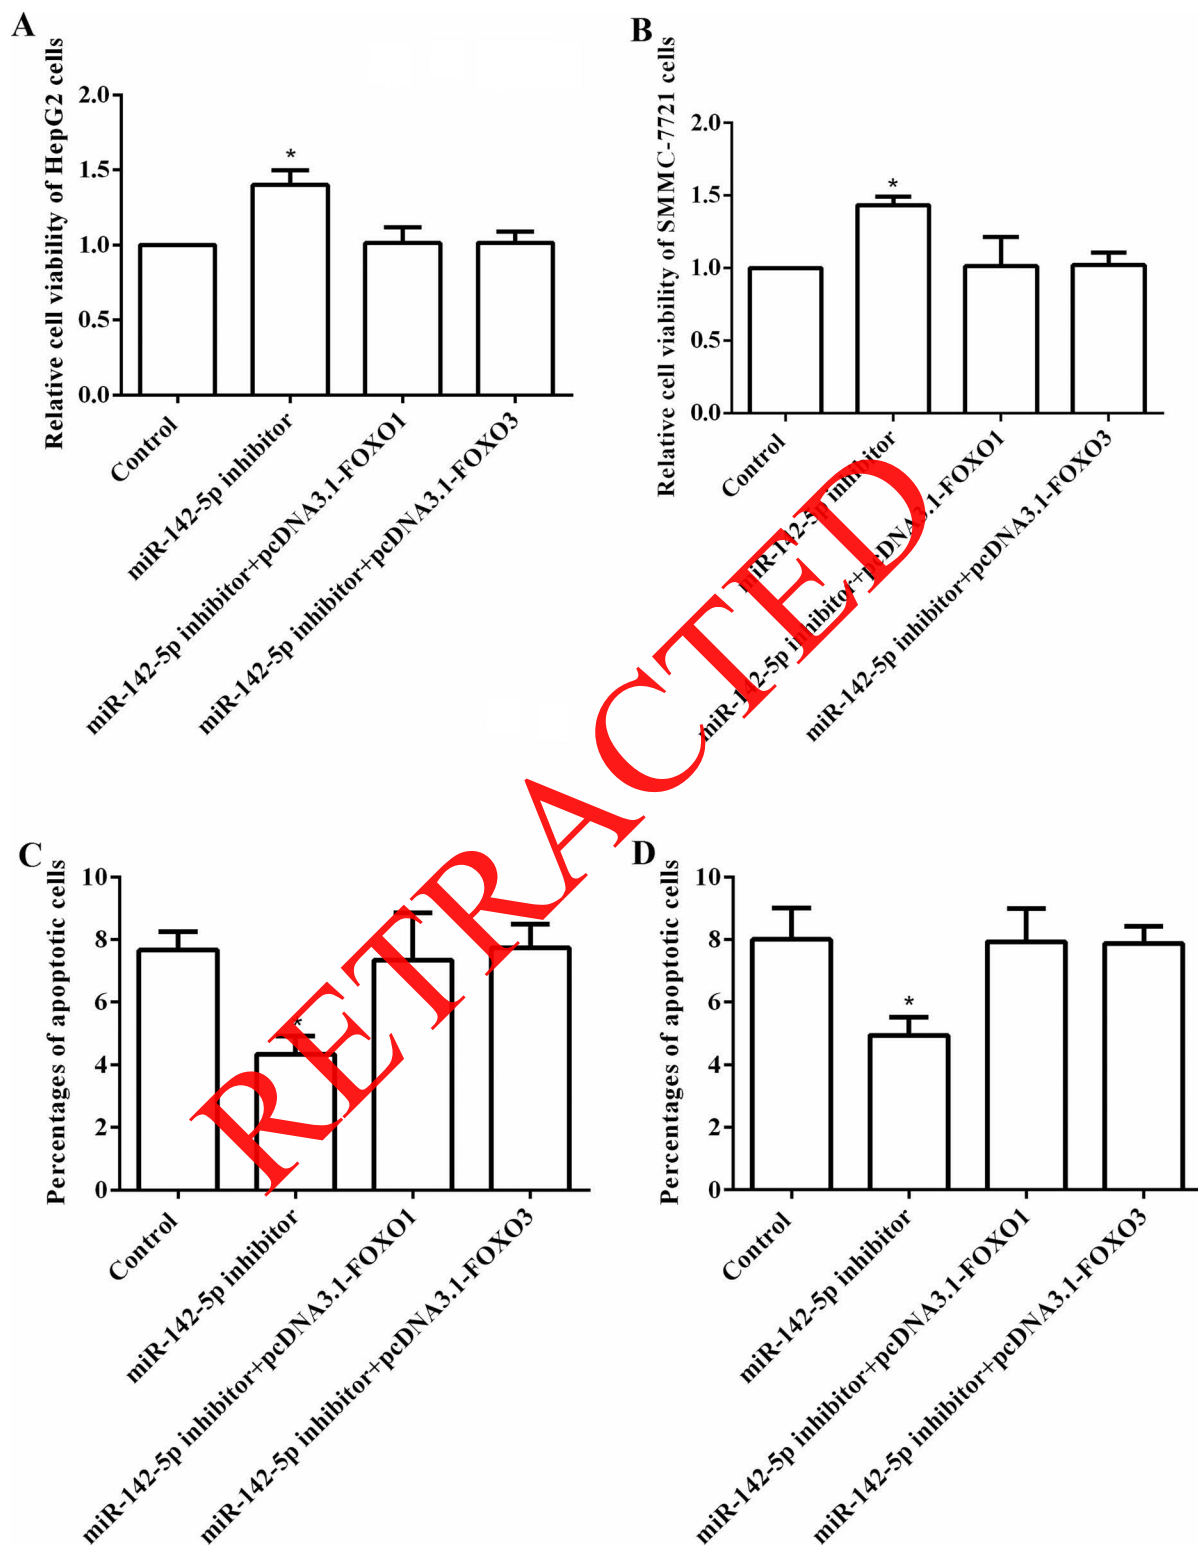 A
Relative cell viability of HepG2 cells
2.0
1.5
1.0
0.5
0.0
*
Control
miR-142-5p inhibitor
miR-142-5p inhibitor+pcDNA3.1-FOXO1
miR-142-5p inhibitor+pcDNA3.1-FOXO3
B
Relative cell viability of SMMC-7721 cells
2.0
1.5
1.0
0.5
0.0
*
Control
miR-142-5p inhibitor
miR-142-5p inhibitor+pcDNA3.1-FOXO1
miR-142-5p inhibitor+pcDNA3.1-FOXO3
RETRACTED
C
Percentages of apoptotic cells
10
8
6
4
2
0
*
Control
miR-142-5p inhibitor
miR-142-5p inhibitor+pcDNA3.1-FOXO1
miR-142-5p inhibitor+pcDNA3.1-FOXO3
D
Percentages of apoptotic cells
10
8
6
4
2
0
*
Control
miR-142-5p inhibitor
miR-142-5p inhibitor+pcDNA3.1-FOXO1
miR-142-5p inhibitor+pcDNA3.1-FOXO3